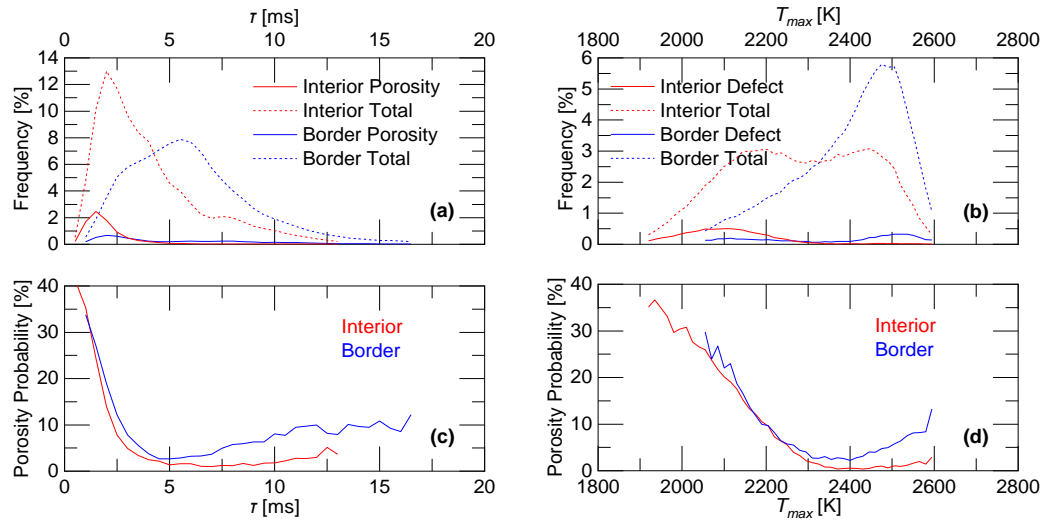 τ [ms]
0 5 10 15 20
14
12
10
8
6
4
2
0
Frequency [%]
Interior Porosity
Interior Total
Border Porosity
Border Total
(a)
T_max [K]
1800 2000 2200 2400 2600 2800
6
5
4
3
2
1
0
Frequency [%]
Interior Defect
Interior Total
Border Defect
Border Total
(b)
40
30
20
10
0
Porosity Probability [%]
Interior
Border
(c)
0 5 10 15 20
τ [ms]
40
30
20
10
0
Porosity Probability [%]
Interior
Border
(d)
1800 2000 2200 2400 2600 2800
T_max [K]